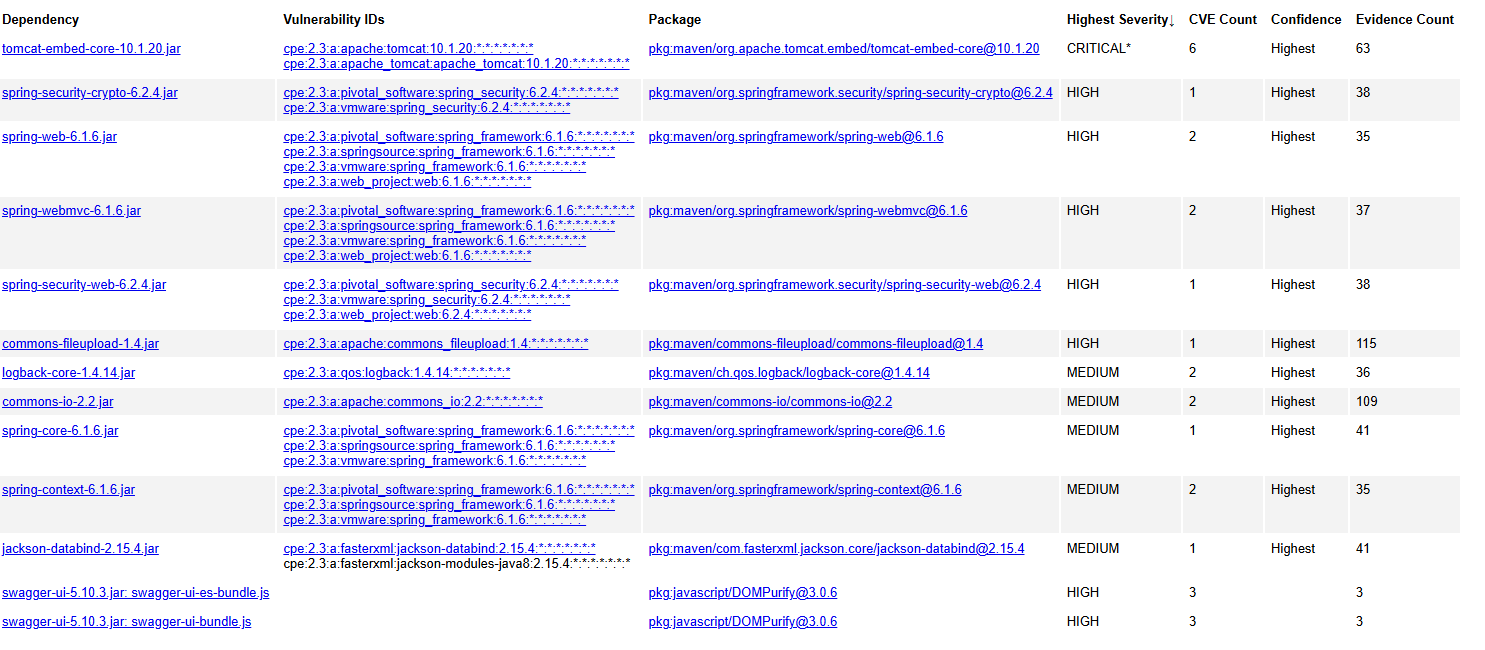 Dependency Vulnerability IDs Package Highest Severity↓ CVE Count Confidence Evidence Count
tomcat-embed-core-10.1.20.jar cpe:2.3:a:apache:tomcat:10.1.20:*:*:*:*:*:*:* pkg:maven/org.apache.tomcat.embed/tomcat-embed-core@10.1.20 CRITICAL* 6 Highest 63
cpe:2.3:a:apache_tomcat:apache_tomcat:10.1.20:*:*:*:*:*:*:*
spring-security-crypto-6.2.4.jar cpe:2.3:a:pivotal_software:spring_security:6.2.4:*:*:*:*:*:*:* pkg:maven/org.springframework.security/spring-security-crypto@6.2.4 HIGH 1 Highest 38
cpe:2.3:a:vmware:spring_security:6.2.4:*:*:*:*:*:*:*
spring-web-6.1.6.jar cpe:2.3:a:pivotal_software:spring_framework:6.1.6:*:*:*:*:*:*:* pkg:maven/org.springframework/spring-web@6.1.6 HIGH 2 Highest 35
cpe:2.3:a:springsource:spring_framework:6.1.6:*:*:*:*:*:*:*
cpe:2.3:a:vmware:spring_framework:6.1.6:*:*:*:*:*:*:*
cpe:2.3:a:web_project:web:6.1.6:*:*:*:*:*:*:*
spring-webmvc-6.1.6.jar cpe:2.3:a:pivotal_software:spring_framework:6.1.6:*:*:*:*:*:*:* pkg:maven/org.springframework/spring-webmvc@6.1.6 HIGH 2 Highest 37
cpe:2.3:a:springsource:spring_framework:6.1.6:*:*:*:*:*:*:*
cpe:2.3:a:vmware:spring_framework:6.1.6:*:*:*:*:*:*:*
cpe:2.3:a:web_project:web:6.1.6:*:*:*:*:*:*:*
spring-security-web-6.2.4.jar cpe:2.3:a:pivotal_software:spring_security:6.2.4:*:*:*:*:*:*:* pkg:maven/org.springframework.security/spring-security-web@6.2.4 HIGH 1 Highest 38
cpe:2.3:a:vmware:spring_security:6.2.4:*:*:*:*:*:*:*
cpe:2.3:a:web_project:web:6.2.4:*:*:*:*:*:*:*
commons-fileupload-1.4.jar cpe:2.3:a:apache:commons_fileupload:1.4:*:*:*:*:*:*:* pkg:maven/commons-fileupload/commons-fileupload@1.4 HIGH 1 Highest 115
logback-core-1.4.14.jar cpe:2.3:a:qos:logback:1.4.14:*:*:*:*:*:*:* pkg:maven/ch.qos.logback/logback-core@1.4.14 MEDIUM 2 Highest 36
commons-io-2.2.jar cpe:2.3:a:apache:commons_io:2.2:*:*:*:*:*:*:* pkg:maven/commons-io/commons-io@2.2 MEDIUM 2 Highest 109
spring-core-6.1.6.jar cpe:2.3:a:pivotal_software:spring_framework:6.1.6:*:*:*:*:*:*:* pkg:maven/org.springframework/spring-core@6.1.6 MEDIUM 1 Highest 41
cpe:2.3:a:springsource:spring_framework:6.1.6:*:*:*:*:*:*:*
cpe:2.3:a:vmware:spring_framework:6.1.6:*:*:*:*:*:*:*
spring-context-6.1.6.jar cpe:2.3:a:pivotal_software:spring_framework:6.1.6:*:*:*:*:*:*:* pkg:maven/org.springframework/spring-context@6.1.6 MEDIUM 2 Highest 35
cpe:2.3:a:springsource:spring_framework:6.1.6:*:*:*:*:*:*:*
cpe:2.3:a:vmware:spring_framework:6.1.6:*:*:*:*:*:*:*
jackson-databind-2.15.4.jar cpe:2.3:a:fasterxml:jackson-databind:2.15.4:*:*:*:*:*:*:* pkg:maven/com.fasterxml.jackson.core/jackson-databind@2.15.4 MEDIUM 1 Highest 41
cpe:2.3:a:fasterxml:jackson-modules-java8:2.15.4:*:*:*:*:*:*:*
swagger-ui-5.10.3.jar: swagger-ui-es-bundle.js pkg:javascript/DOMPurify@3.0.6 HIGH 3 3
swagger-ui-5.10.3.jar: swagger-ui-bundle.js pkg:javascript/DOMPurify@3.0.6 HIGH 3 3